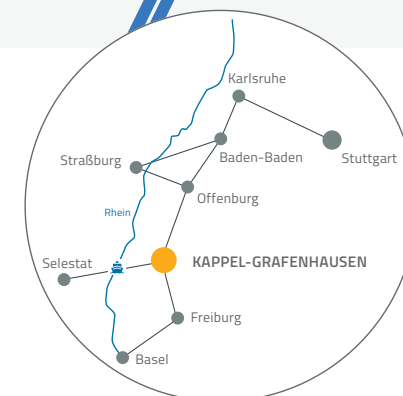 Karlsruhe
Straßburg
Baden-Baden
Stuttgart
Offenburg
Rhein
Selestat
KAPPEL-GRAFENHAUSEN
Freiburg
Basel